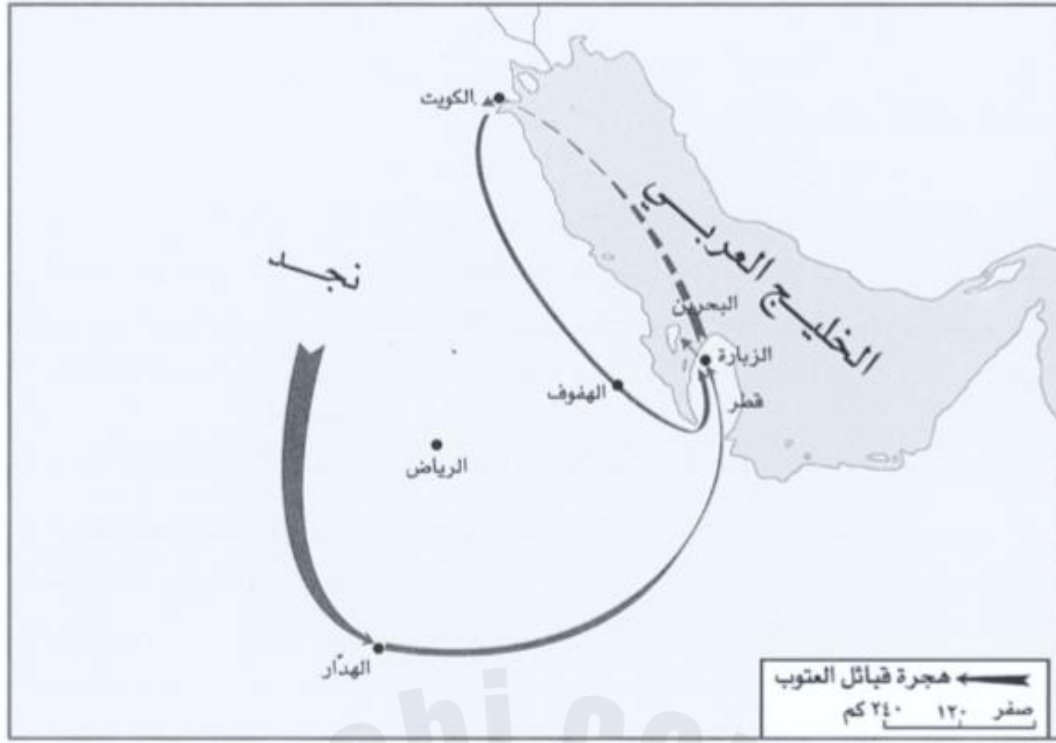 الكويت
الخليج العربي
نجد
البحرين
الزبارة
الهفوف
قطر
الرياض
الهدّار
هجرة قبائل العتوب
صفر ١٢٠ ٢٤٠ كم